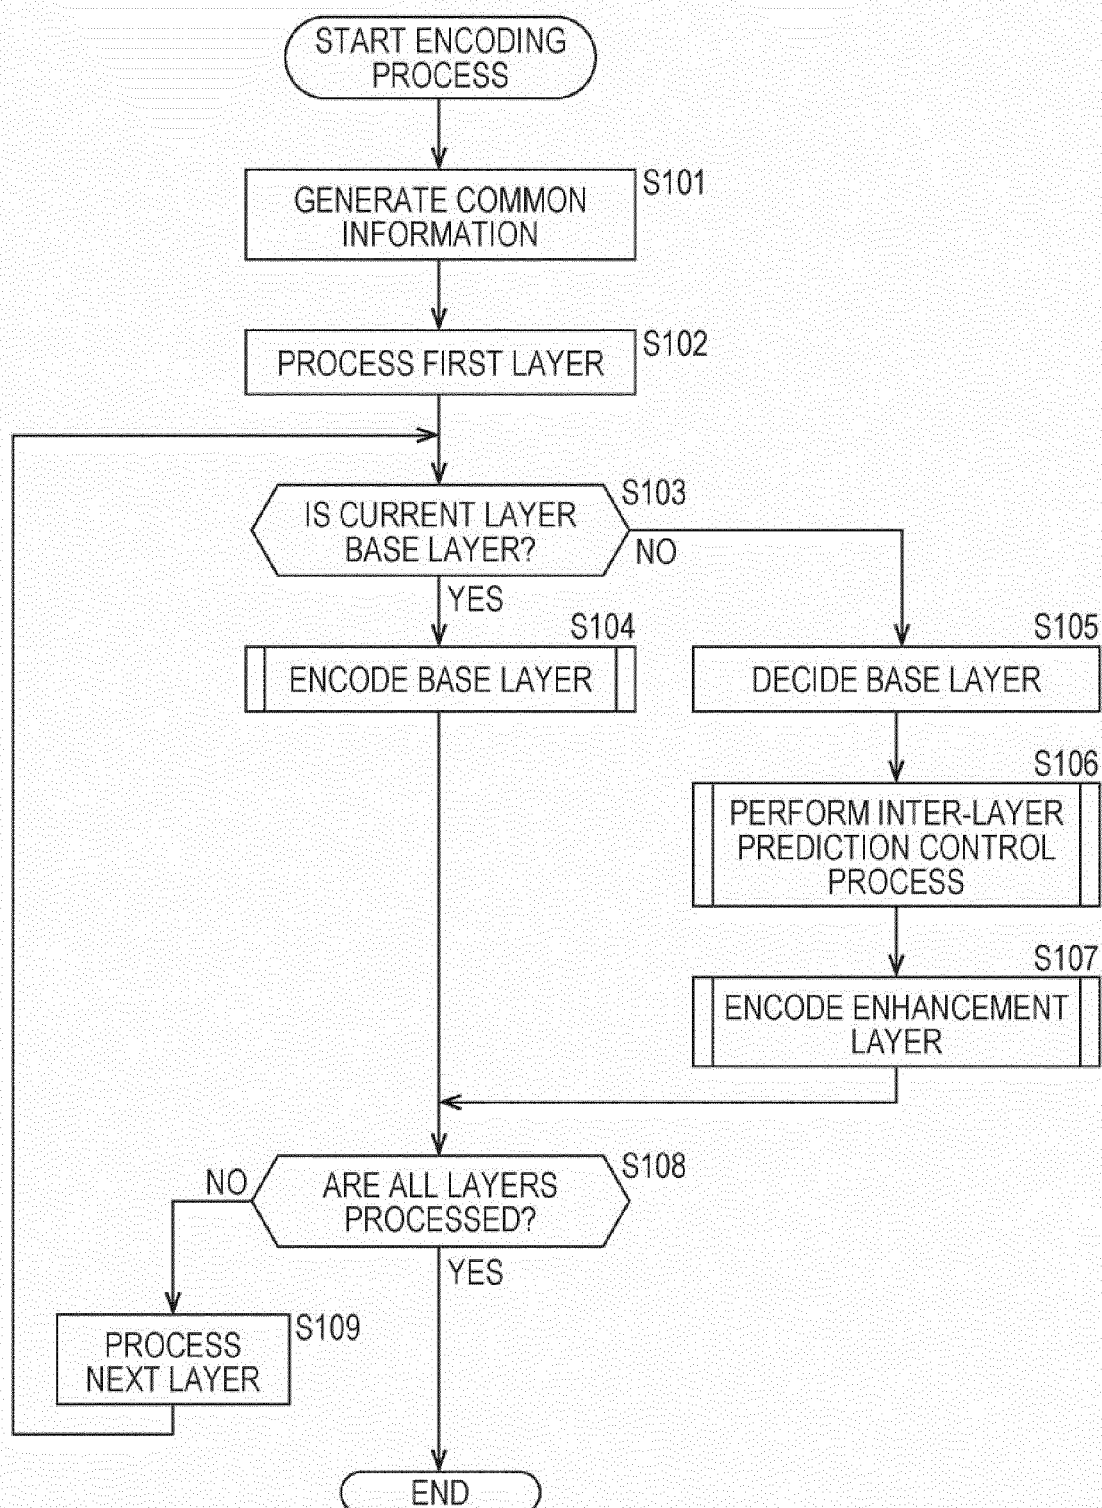 START ENCODING
PROCESS
S101
GENERATE COMMON
INFORMATION
S102
PROCESS FIRST LAYER
S103
IS CURRENT LAYER
BASE LAYER?
NO
YES
S104
ENCODE BASE LAYER
S105
DECIDE BASE LAYER
S106
PERFORM INTER-LAYER
PREDICTION CONTROL
PROCESS
S107
ENCODE ENHANCEMENT
LAYER
S108
ARE ALL LAYERS
PROCESSED?
NO
YES
S109
PROCESS
NEXT LAYER
END